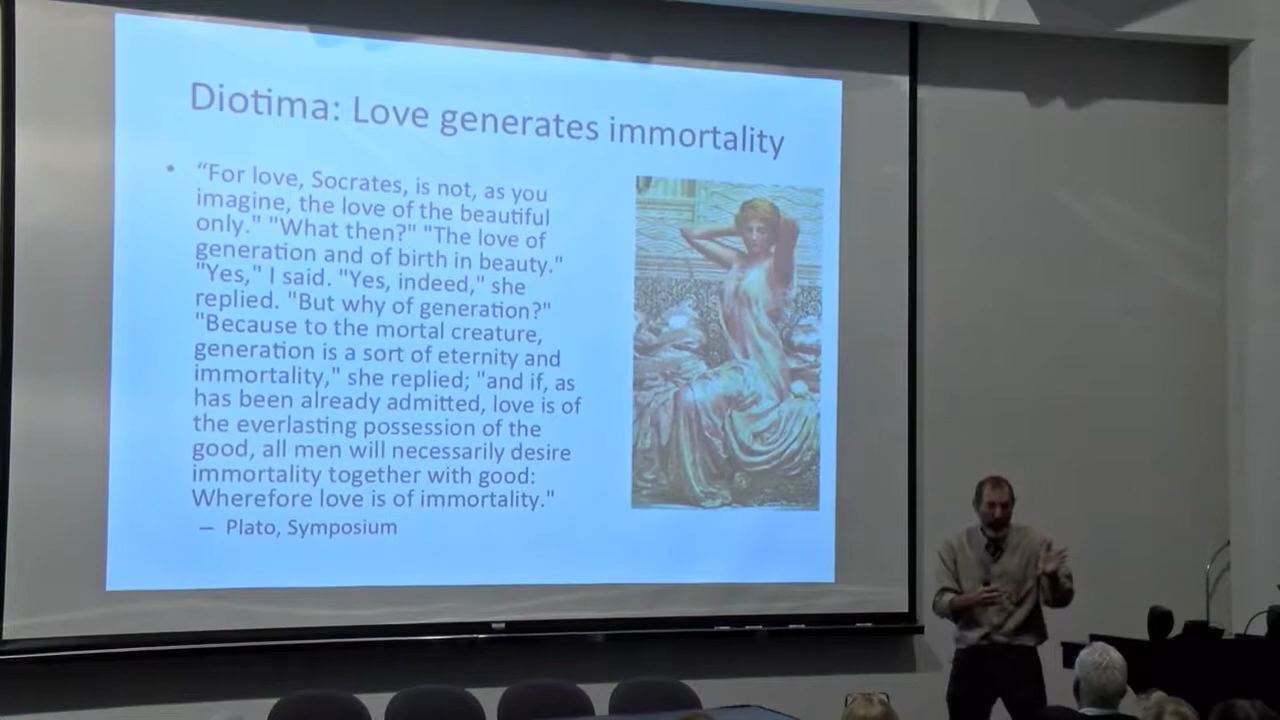 Diotima: Love generates immortality
• “For love, Socrates, is not, as you
imagine, the love of the beautiful
only." "What then?" "The love of
generation and of birth in beauty."
"Yes," I said. "Yes, indeed," she
replied. "But why of generation?"
"Because to the mortal creature,
generation is a sort of eternity and
immortality," she replied; "and if, as
has been already admitted, love is of
the everlasting possession of the
good, all men will necessarily desire
immortality together with good:
Wherefore love is of immortality."
– Plato, Symposium